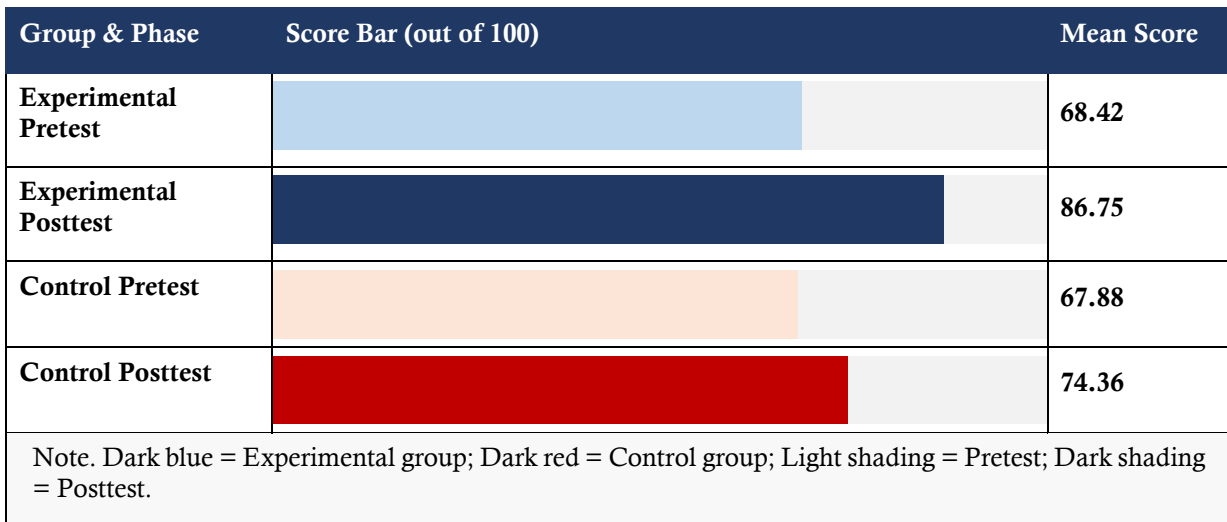 Group & Phase
Score Bar (out of 100)
Mean Score
Experimental
Pretest
68.42
Experimental
Posttest
86.75
Control Pretest
67.88
Control Posttest
74.36
Note. Dark blue = Experimental group; Dark red = Control group; Light shading = Pretest; Dark shading
= Posttest.